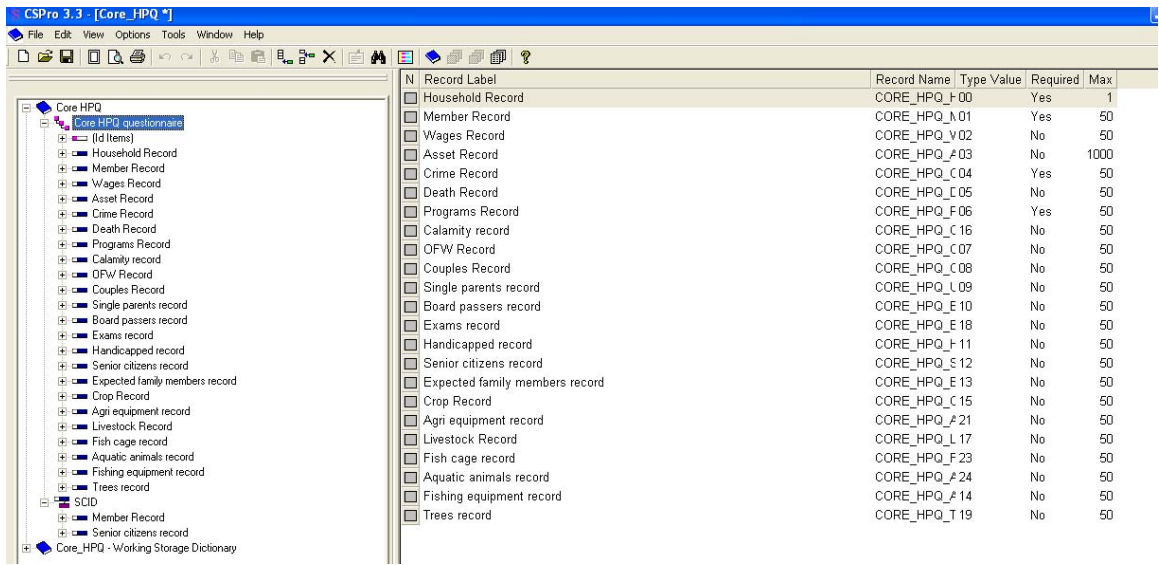 CSPro 3.3 - [Core_HPQ *]
File Edit View Options Tools Window Help
Core HPQ
Core HPQ questionnaire
(Id Items)
Household Record
Member Record
Wages Record
Asset Record
Crime Record
Death Record
Programs Record
Calamity record
OFW Record
Couples Record
Single parents record
Board passers record
Exams record
Handicapped record
Senior citizens record
Expected family members record
Crop Record
Agri equipment record
Livestock Record
Fish cage record
Aquatic animals record
Fishing equipment record
Trees record
SCID
Member Record
Senior citizens record
Core_HPQ - Working Storage Dictionary
N Record Label Record Name Type Value Required Max
Household Record CORE_HPQ_H 00 Yes 1
Member Record CORE_HPQ_M 01 Yes 50
Wages Record CORE_HPQ_W 02 No 50
Asset Record CORE_HPQ_A 03 No 1000
Crime Record CORE_HPQ_C 04 Yes 50
Death Record CORE_HPQ_D 05 No 50
Programs Record CORE_HPQ_P 06 Yes 50
Calamity record CORE_HPQ_C 16 No 50
OFW Record CORE_HPQ_O 07 No 50
Couples Record CORE_HPQ_C 08 No 50
Single parents record 09 No 50
Board passers record 10 No 50
Exams record CORE_HPQ_E 18 No 50
Handicapped record CORE_HPQ_H 11 No 50
Senior citizens record CORE_HPQ_S 12 No 50
Expected family members record CORE_HPQ_E 13 No 50
Crop Record CORE_HPQ_C 15 No 50
Agri equipment record CORE_HPQ_A 21 No 50
Livestock Record CORE_HPQ_L 17 No 50
Fish cage record CORE_HPQ_F 23 No 50
Aquatic animals record CORE_HPQ_A 24 No 50
Fishing equipment record CORE_HPQ_A 14 No 50
Trees record CORE_HPQ_T 19 No 50